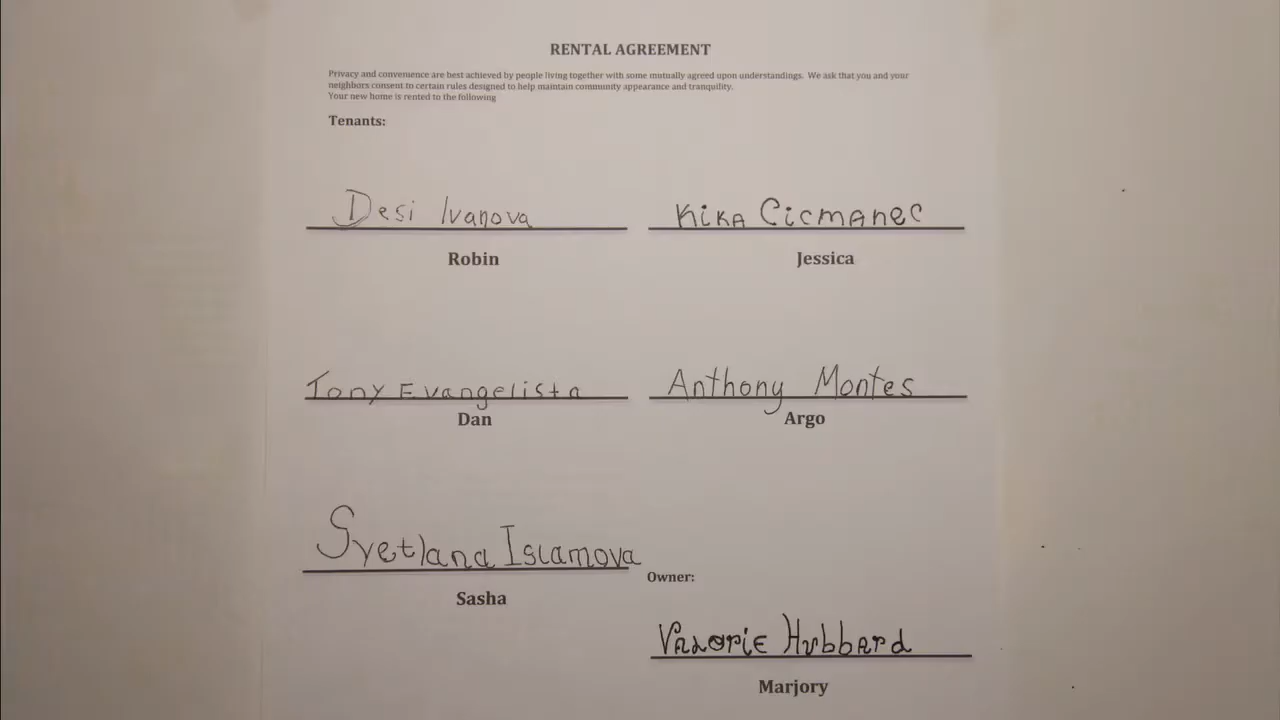 RENTAL AGREEMENT
Privacy and convenience are best achieved by people living together with some mutually agreed upon understandings. We ask that you and your
neighbors consent to certain rules designed to help maintain community appearance and tranquility.
Your new home is rented to the following
Tenants:
Desi Ivanova
Robin
Kika Cicmanec
Jessica
Tony Evangelista
Dan
Anthony Montes
Argo
Svetlana Islamova
Sasha
Owner:
Valorie Hubbard
Marjory